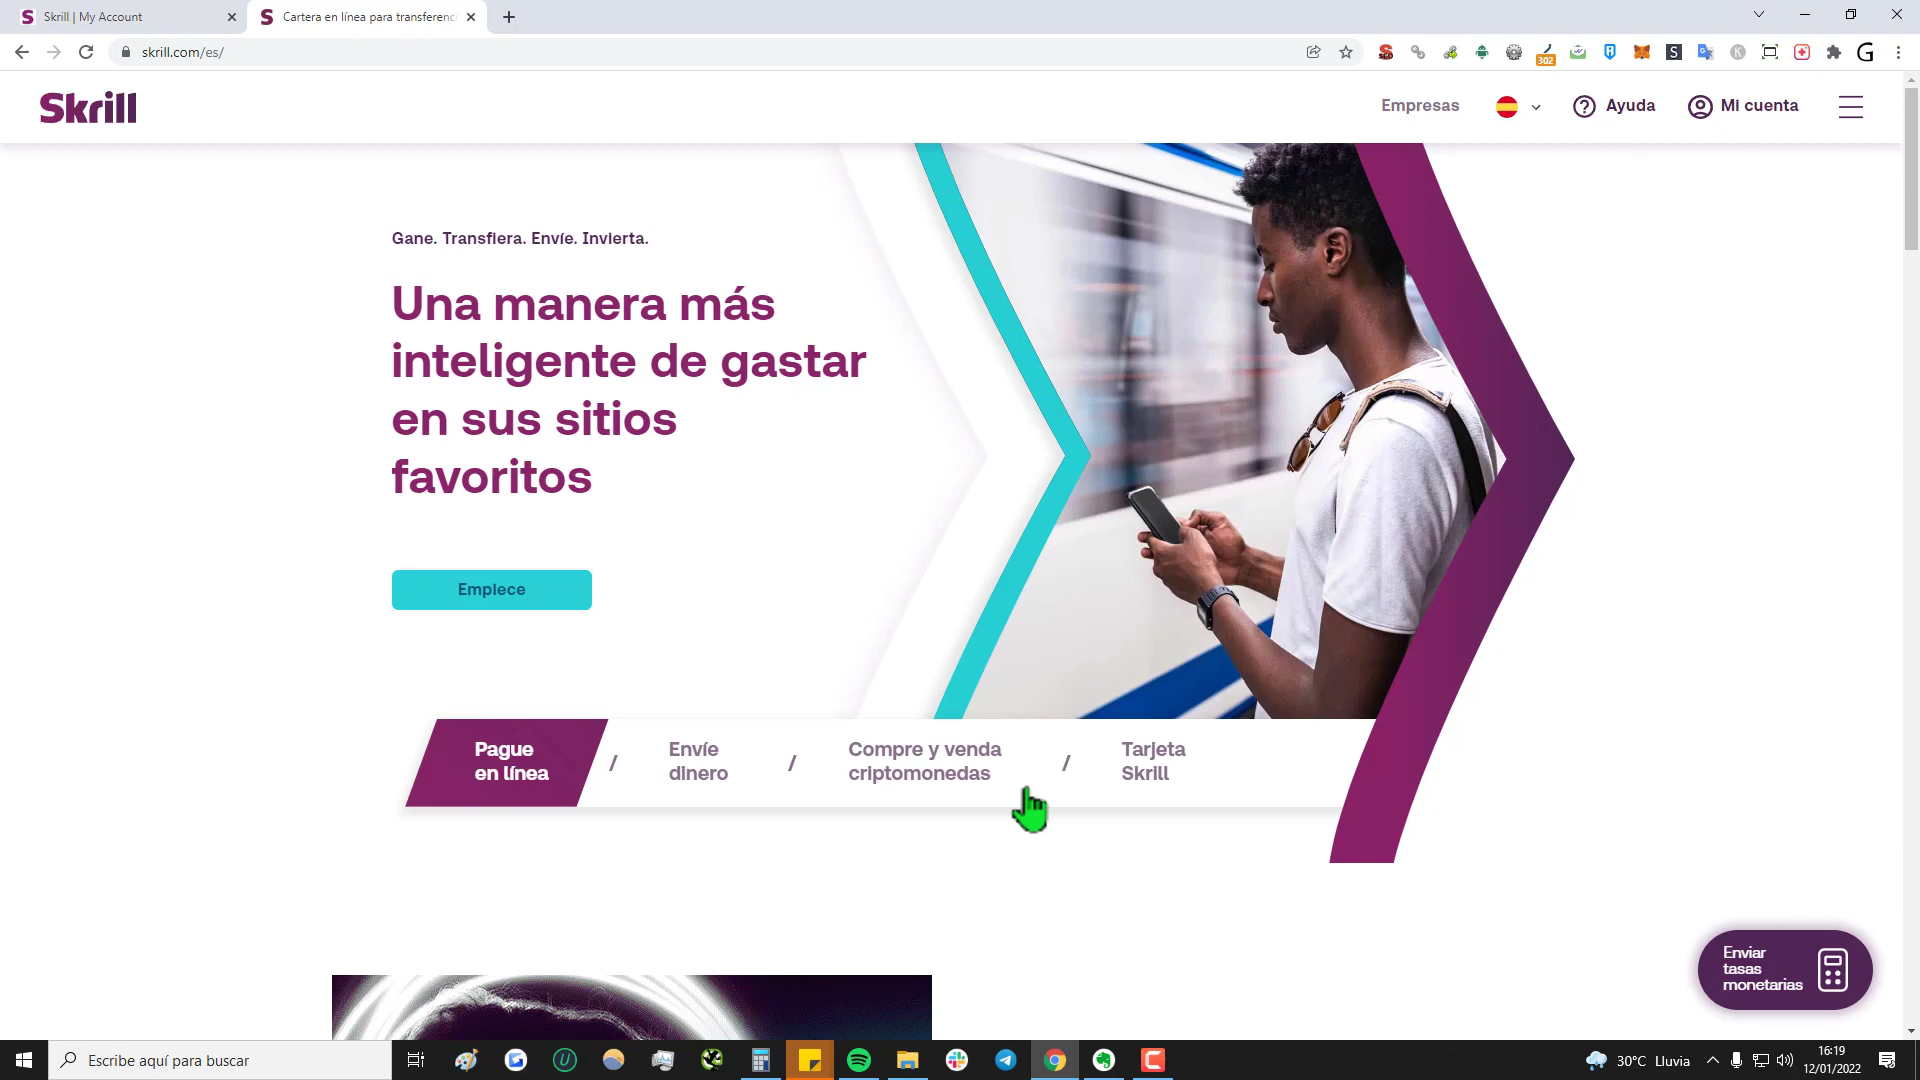 Skrill | My Account
Cartera en línea para transferenc
skrill.com/es/
SEO
302
S
K
G
Skrill
Empresas
Ayuda
Mi cuenta
Gane. Transfiera. Envíe. Invierta.
Una manera más
inteligente de gastar
en sus sitios
favoritos
Empiece
Pague
en línea
/
Envíe
dinero
/
Compre y venda
criptomonedas
/
Tarjeta
Skrill
Enviar
tasas
monetarias
Escribe aquí para buscar
30°C Lluvia
16:19
12/01/2022